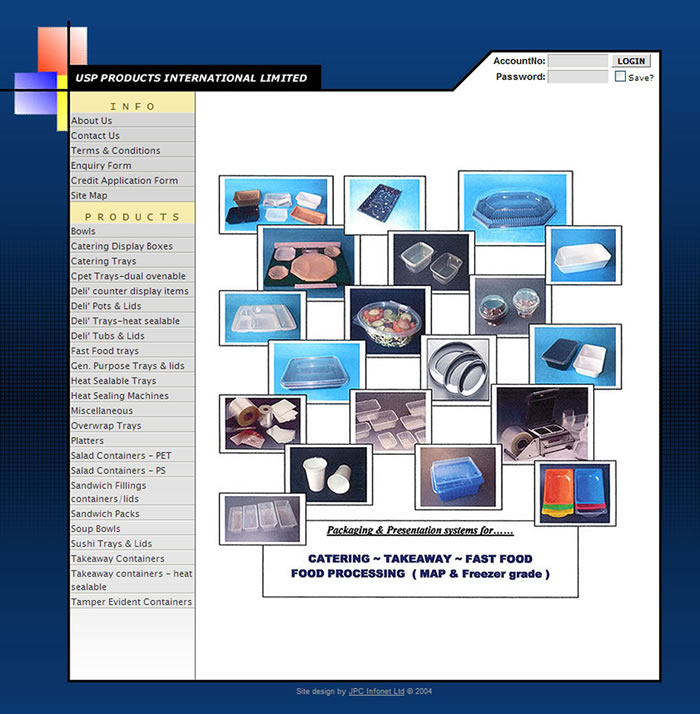 USP PRODUCTS INTERNATIONAL LIMITED
AccountNo:
LOGIN
Password:
Save?
INFO
About Us
Contact Us
Terms & Conditions
Enquiry Form
Credit Application Form
Site Map
PRODUCTS
Bowls
Catering Display Boxes
Catering Trays
Cpet Trays-dual ovenable
Deli' counter display items
Deli' Pots & Lids
Deli' Trays-heat sealable
Deli' Tubs & Lids
Fast Food trays
Gen. Purpose Trays & lids
Heat Sealable Trays
Heat Sealing Machines
Miscellaneous
Overwrap Trays
Platters
Salad Containers - PET
Salad Containers - PS
Sandwich Fillings
containers/lids
Sandwich Packs
Soup Bowls
Sushi Trays & Lids
Takeaway Containers
Takeaway containers - heat
sealable
Tamper Evident Containers
Packaging & Presentation systems for......
CATERING ~ TAKEAWAY ~ FAST FOOD
FOOD PROCESSING ( MAP & Freezer grade )
Site design by JPC Infonet Ltd © 2004